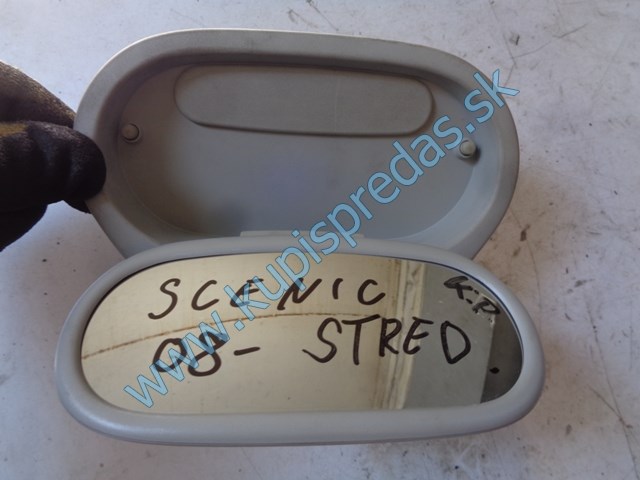 SCENIC K.P.
08- STRED
www.kupispredas.sk